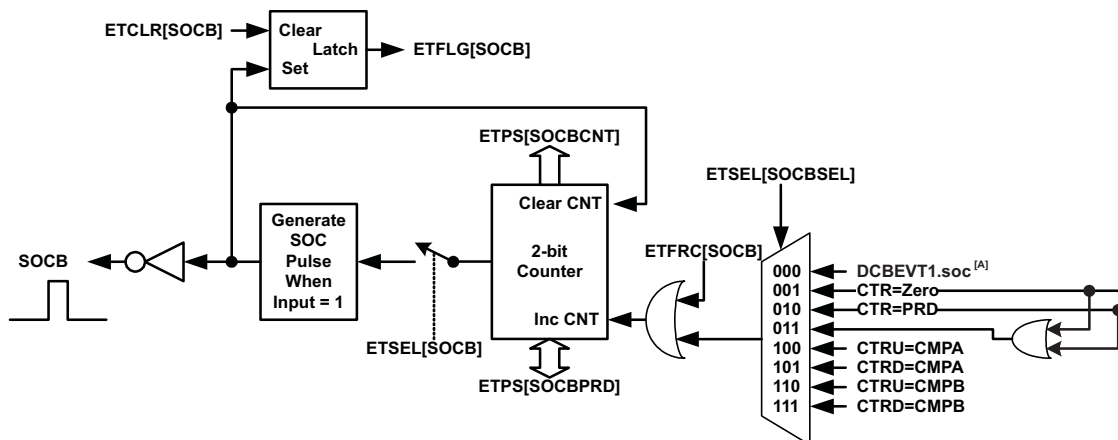 ETCLR[SOCB]
Clear
Latch
Set
ETFLG[SOCB]
ETPS[SOCBCNT]
ETSEL[SOCBSEL]
Clear CNT
2-bit
Counter
Inc CNT
Generate
SOC
Pulse
When
Input = 1
SOCB
ETSEL[SOCB]
ETPS[SOCBPRD]
ETFRC[SOCB]
000 DCBEVT1.soc [A]
001 CTR=Zero
010 CTR=PRD
011
100 CTRU=CMPA
101 CTRD=CMPA
110 CTRU=CMPB
111 CTRD=CMPB